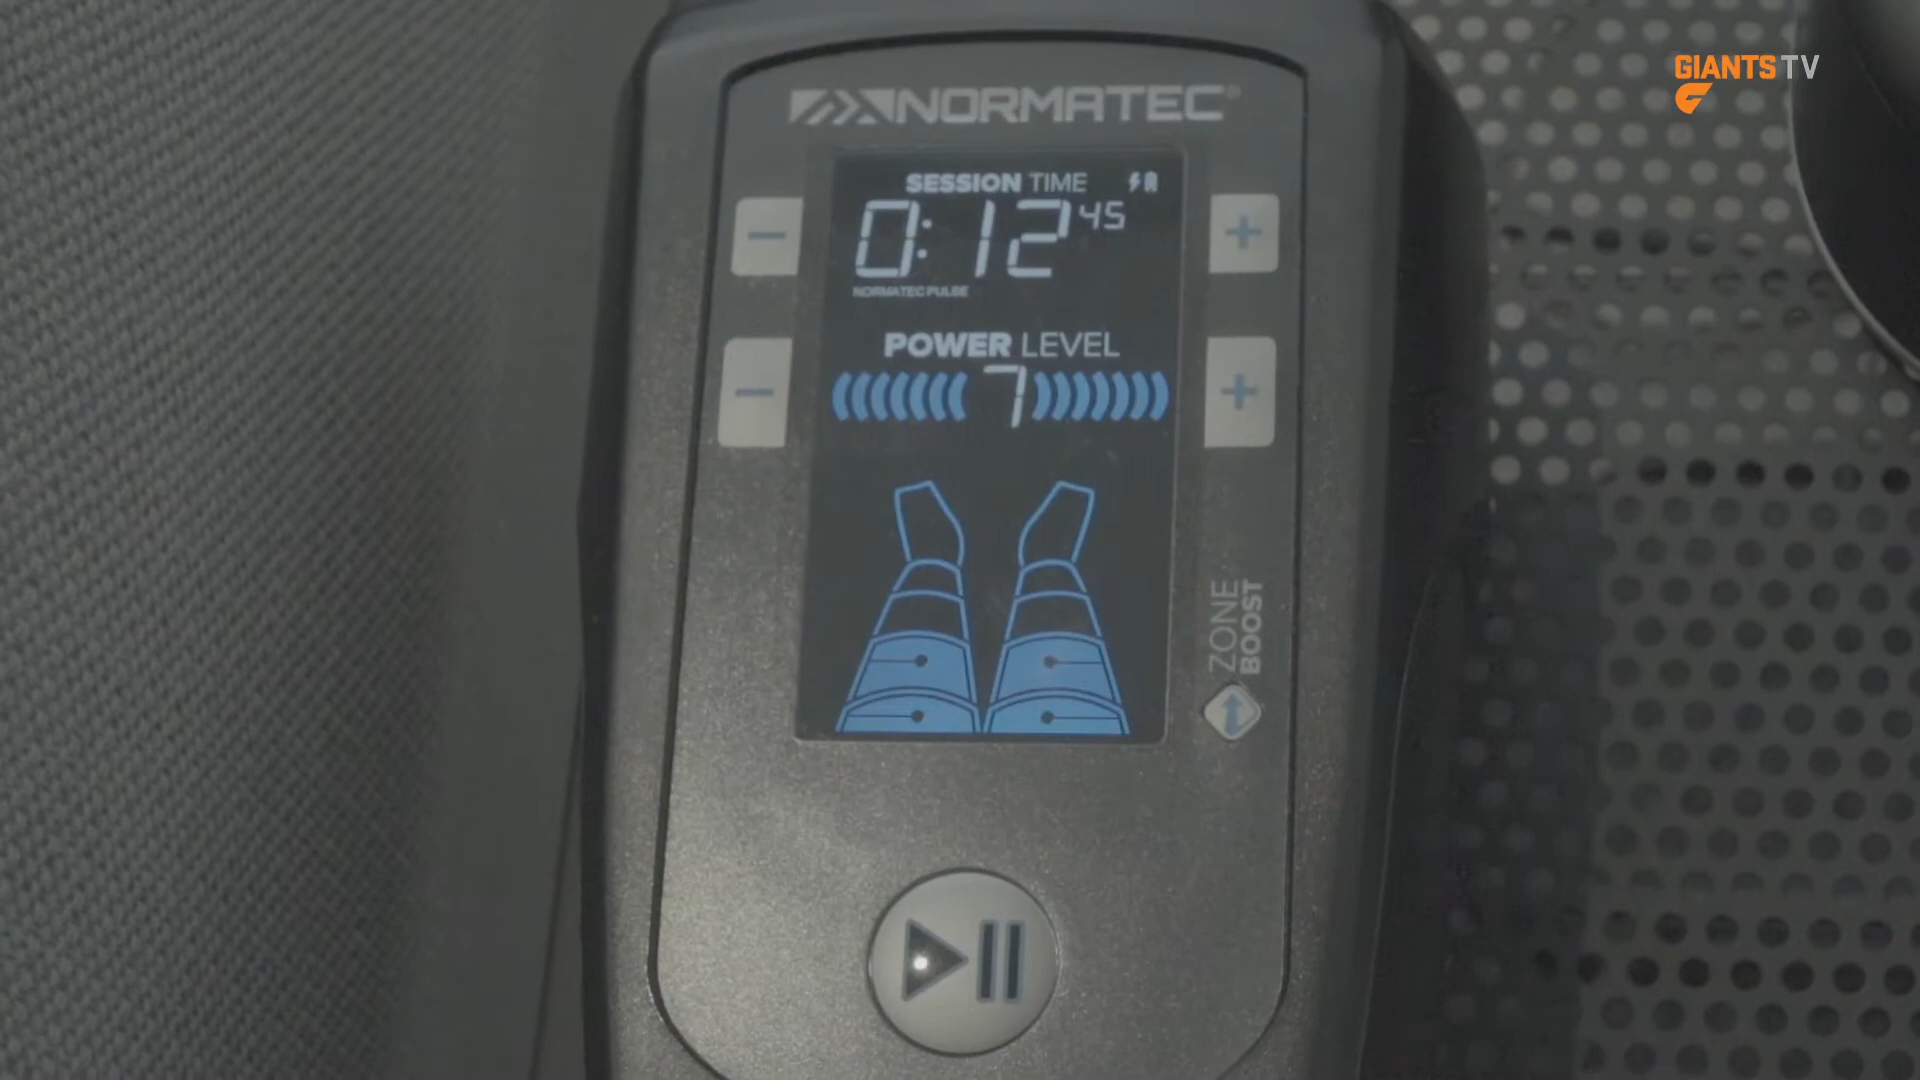 GIANTS TV
NORMATEC®
SESSION TIME
0:12 45
NORMATEC PULSE
POWER LEVEL
7
ZONE
BOOST